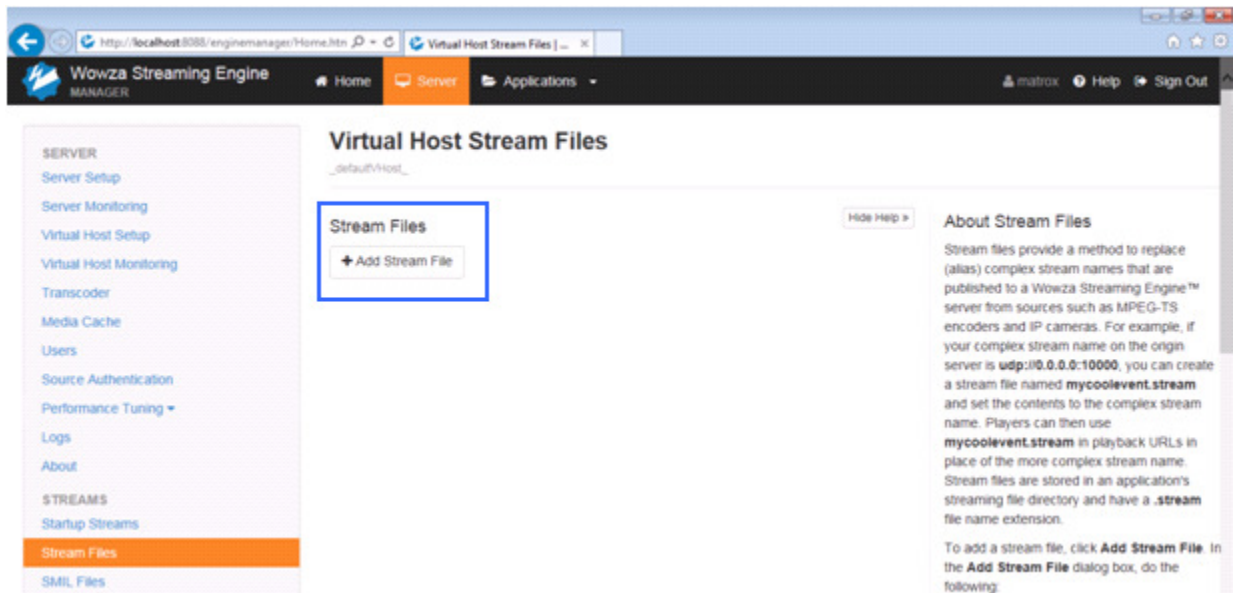 http://localhost:8088/enginemanager/Home.htn
Virtual Host Stream Files | ...
Wowza Streaming Engine
MANAGER
Home
Server
Applications
matrox
Help
Sign Out
SERVER
Server Setup
Server Monitoring
Virtual Host Setup
Virtual Host Monitoring
Transcoder
Media Cache
Users
Source Authentication
Performance Tuning
Logs
About
STREAMS
Startup Streams
Stream Files
SMIL Files
Virtual Host Stream Files
_defaultVHost_
Stream Files
+ Add Stream File
Hide Help »
About Stream Files
Stream files provide a method to replace
(alias) complex stream names that are
published to a Wowza Streaming Engine™
server from sources such as MPEG-TS
encoders and IP cameras. For example, if
your complex stream name on the origin
server is udp://0.0.0.0:10000, you can create
a stream file named mycoolevent.stream
and set the contents to the complex stream
name. Players can then use
mycoolevent.stream in playback URLs in
place of the more complex stream name.
Stream files are stored in an application's
streaming file directory and have a .stream
file name extension.
To add a stream file, click Add Stream File. In
the Add Stream File dialog box, do the
following: